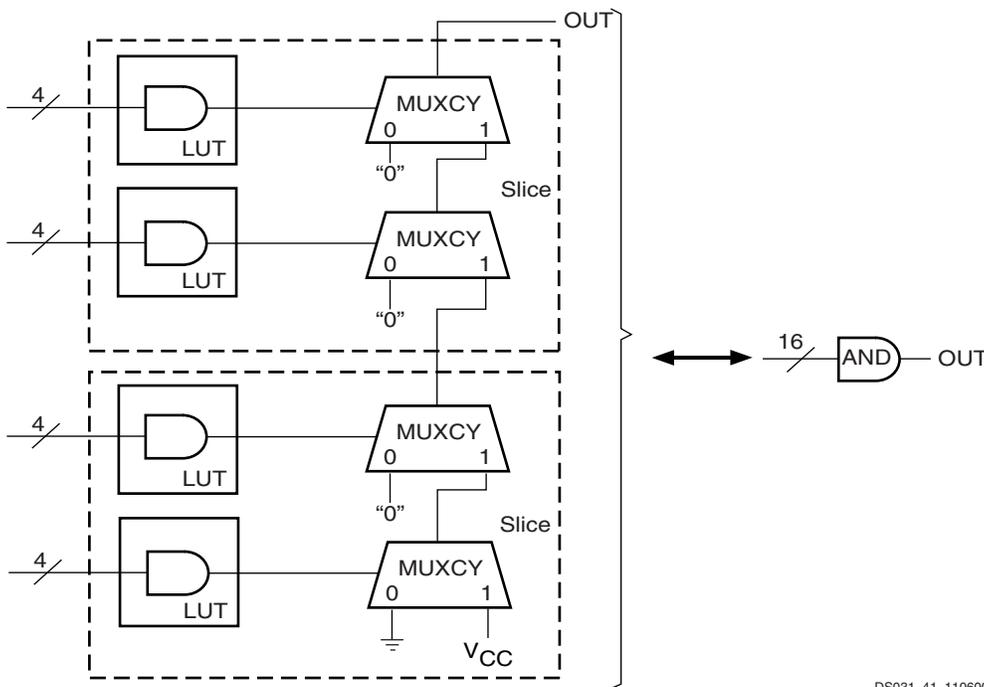 OUT
4
LUT
MUXCY
0 1
“0”
Slice
4
LUT
MUXCY
0 1
“0”
16
AND
OUT
4
LUT
MUXCY
0 1
“0”
Slice
4
LUT
MUXCY
0 1
VCC